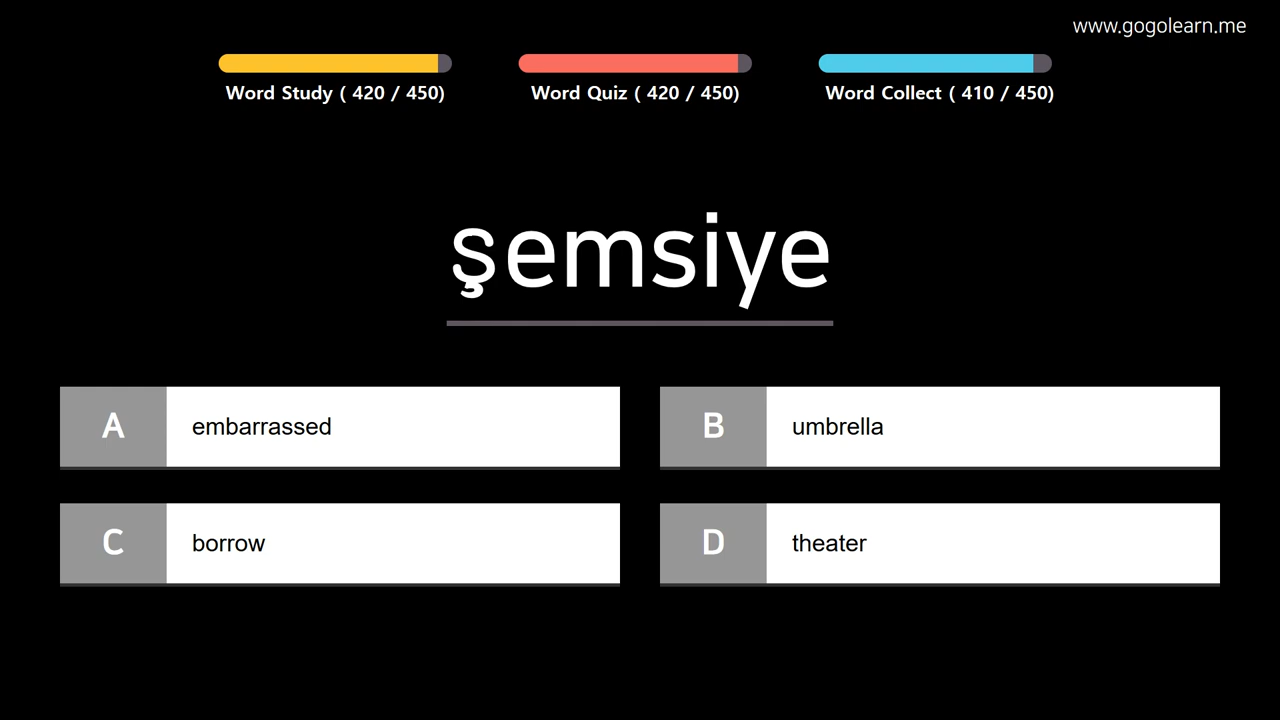 www.gogolearn.me
Word Study ( 420 / 450)
Word Quiz ( 420 / 450)
Word Collect ( 410 / 450)
şemsiye
A embarrassed
B umbrella
C borrow
D theater